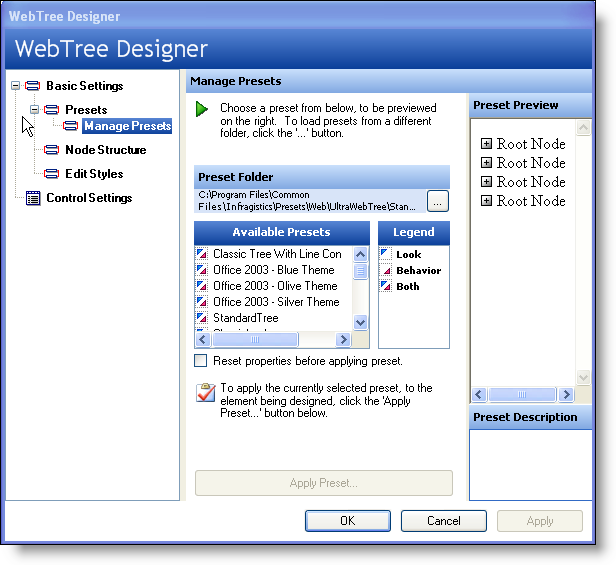 WebTree Designer
WebTree Designer
Basic Settings
Presets
Manage Presets
Node Structure
Edit Styles
Control Settings
Manage Presets
Choose a preset from below, to be previewed
on the right. To load presets from a different
folder, click the '...' button.
Preset Folder
C:\Program Files\Common
Files\Infragistics\Presets\Web\UltraWebTree\Stan...
...
Available Presets
Classic Tree With Line Con
Office 2003 - Blue Theme
Office 2003 - Olive Theme
Office 2003 - Silver Theme
StandardTree
Legend
Look
Behavior
Both
Reset properties before applying preset.
To apply the currently selected preset, to the
element being designed, click the 'Apply
Preset...' button below.
Apply Preset...
Preset Preview
Root Node
Root Node
Root Node
Root Node
Preset Description
OK
Cancel
Apply